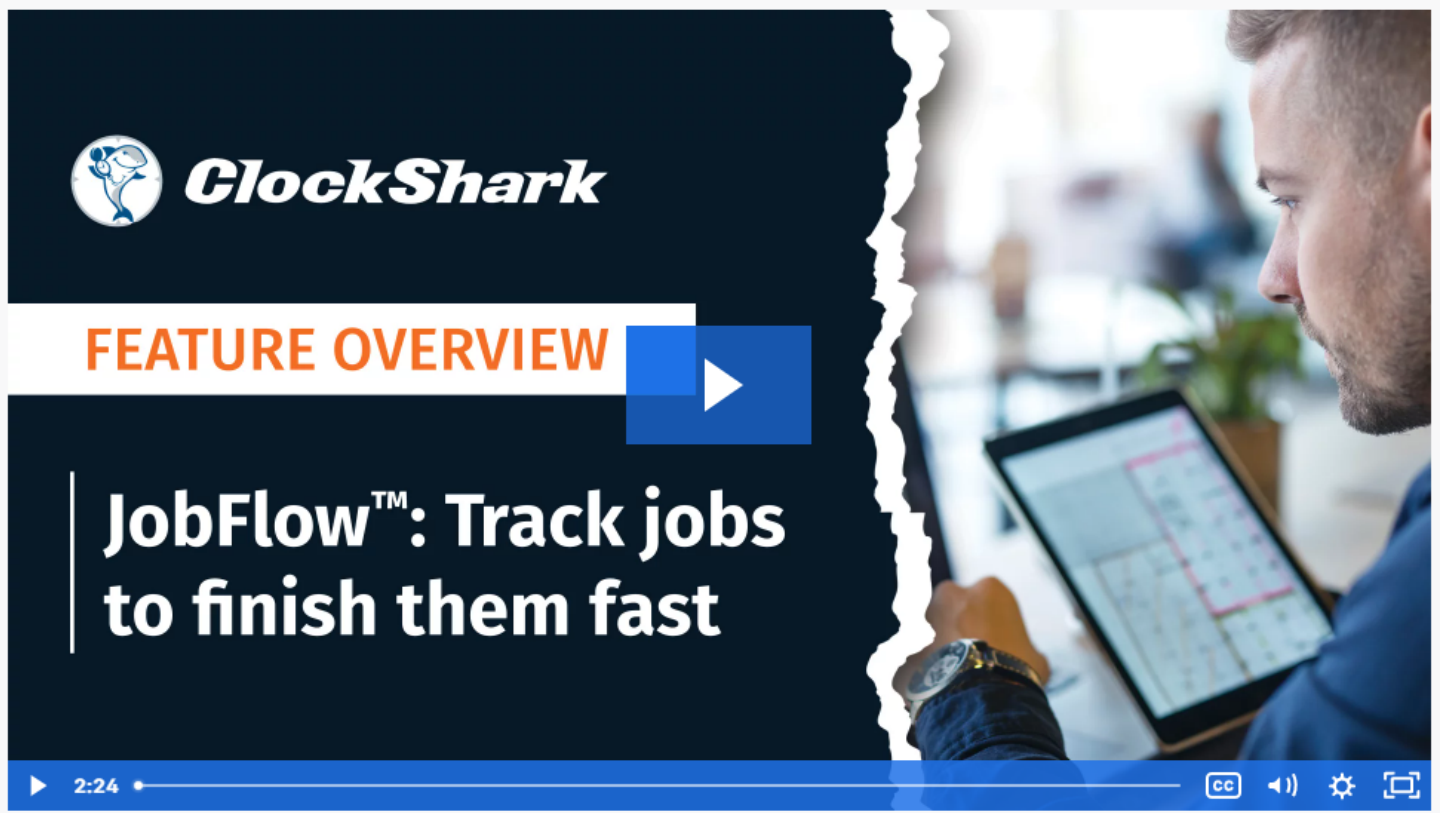 ClockShark
FEATURE OVERVIEW
JobFlow™: Track jobs
to finish them fast
2:24
CC